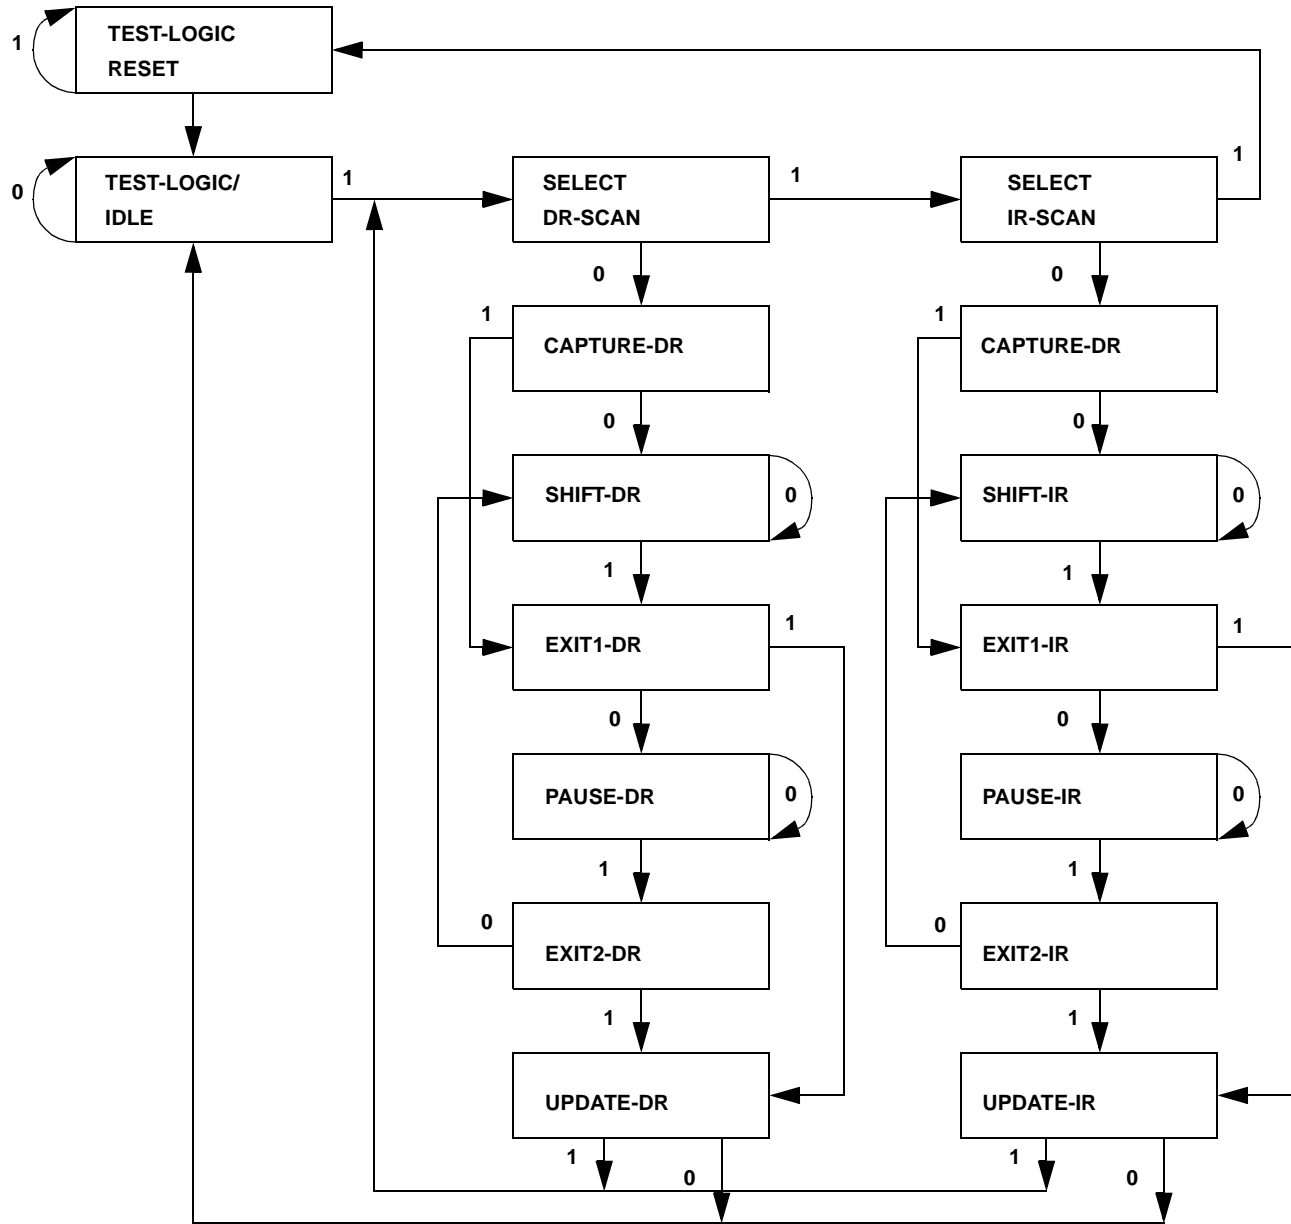 1
TEST-LOGIC
RESET
0
TEST-LOGIC/
IDLE
1
SELECT
DR-SCAN
1
SELECT
IR-SCAN
1
0
0
1
CAPTURE-DR
1
CAPTURE-DR
0
0
SHIFT-DR
0
SHIFT-IR
0
1
1
EXIT1-DR
1
EXIT1-IR
1
0
0
PAUSE-DR
0
PAUSE-IR
0
1
1
0
EXIT2-DR
0
EXIT2-IR
1
1
UPDATE-DR
UPDATE-IR
1
0
1
0